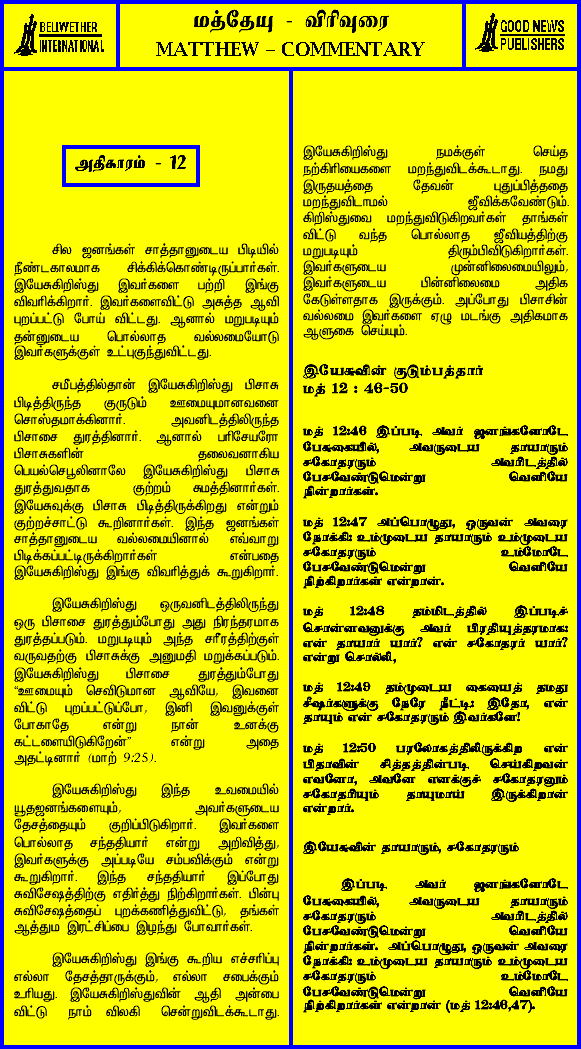 BELLWETHER
INTERNATIONAL
மத்தேயு - விரிவுரை
MATTHEW – COMMENTARY
GOOD NEWS
PUBLISHERS
அதிகாரம் - 12
சில ஜனங்கள் சாத்தானுடைய பிடியில்
நீண்டகாலமாக சிக்கிக்கொண்டிருப்பார்கள்.
இயேசுகிறிஸ்து இவர்களை பற்றி இங்கு
விவரிக்கிறார். இவர்களைவிட்டு அசுத்த ஆவி
புறப்பட்டு போய் விட்டது. ஆனால் மறுபடியும்
தன்னுடைய பொல்லாத வல்லமையோடு
இவர்களுக்குள் உட்புகுந்துவிட்டது.
சமீபத்தில்தான் இயேசுகிறிஸ்து பிசாசு
பிடித்திருந்த குருடும் ஊமையுமானவனை
சொஸ்தமாக்கினார். அவனிடத்திலிருந்த
பிசாசை துரத்தினார். ஆனால் பரிசேயரோ
பிசாசுகளின் தலைவனாகிய
பெயல்செபூலினாலே இயேசுகிறிஸ்து பிசாசு
துரத்துவதாக குற்றம் சுமத்தினார்கள்.
இயேசுவுக்கு பிசாசு பிடித்திருக்கிறது என்றும்
குற்றச்சாட்டு கூறினார்கள். இந்த ஜனங்கள்
சாத்தானுடைய வல்லமையினால் எவ்வாறு
பிடிக்கப்பட்டிருக்கிறார்கள் என்பதை
இயேசுகிறிஸ்து இங்கு விவரித்துக் கூறுகிறார்.
இயேசுகிறிஸ்து ஒருவனிடத்திலிருந்து
ஒரு பிசாசை துரத்தும்போது அது நிரந்தரமாக
துரத்தப்படும். மறுபடியும் அந்த சரீரத்திற்குள்
வருவதற்கு பிசாசுக்கு அனுமதி மறுக்கப்படும்.
இயேசுகிறிஸ்து பிசாசை துரத்தும்போது
“ஊமையும் செவிடுமான ஆவியே, இவனை
விட்டு புறப்பட்டுப்போ, இனி இவனுக்குள்
போகாதே என்று நான் உனக்கு
கட்டளையிடுகிறேன்” என்று அதை
அதட்டினார் (மாற் 9:25).
இயேசுகிறிஸ்து இந்த உவமையில்
யூதஜனங்களையும், அவர்களுடைய
தேசத்தையும் குறிப்பிடுகிறார். இவர்களை
பொல்லாத சந்ததியார் என்று அறிவித்து,
இவர்களுக்கு அப்படியே சம்பவிக்கும் என்று
கூறுகிறார். இந்த சந்ததியார் இப்போது
சுவிசேஷத்திற்கு எதிர்த்து நிற்கிறார்கள். பின்பு
சுவிசேஷத்தைப் புறக்கணித்துவிட்டு, தங்கள்
ஆத்தும இரட்சிப்பை இழந்து போவார்கள்.
இயேசுகிறிஸ்து இங்கு கூறிய எச்சரிப்பு
எல்லா தேசத்தாருக்கும், எல்லா சபைக்கும்
உரியது. இயேசுகிறிஸ்துவின் ஆதி அன்பை
விட்டு நாம் விலகி சென்றுவிடக்கூடாது.
இயேசுகிறிஸ்து நமக்குள் செய்த
நற்கிரியைகளை மறந்துவிடக்கூடாது. நமது
இருதயத்தை தேவன் புதுப்பித்ததை
மறந்துவிடாமல் ஜீவிக்கவேண்டும்.
கிறிஸ்துவை மறந்துவிடுகிறவர்கள் தாங்கள்
விட்டு வந்த பொல்லாத ஜீவியத்திற்கு
மறுபடியும் திரும்பிவிடுகிறார்கள்.
இவர்களுடைய முன்னிலைமையிலும்,
இவர்களுடைய பின்னிலைமை அதிக
கேடுள்ளதாக இருக்கும். அப்போது பிசாசின்
வல்லமை இவர்களை ஏழு மடங்கு அதிகமாக
ஆளுகை செய்யும்.
இயேசுவின் குடும்பத்தார்
மத் 12 : 46-50
மத் 12:46 இப்படி அவர் ஜனங்களோடே
பேசுகையில், அவருடைய தாயாரும்
சகோதரரும் அவரிடத்தில்
பேசவேண்டுமென்று வெளியே
நின்றார்கள்.
மத் 12:47 அப்பொழுது, ஒருவன் அவரை
நோக்கி: உம்முடைய தாயாரும் உம்முடைய
சகோதரரும் உம்மோடே
பேசவேண்டுமென்று வெளியே
நிற்கிறார்கள் என்றான்.
மத் 12:48 தம்மிடத்தில் இப்படிச்
சொன்னவனுக்கு அவர் பிரதியுத்தரமாக:
என் தாயார் யார்? என் சகோதரர் யார்?
என்று சொல்லி,
மத் 12:49 தம்முடைய கையைத் தமது
சீஷர்களுக்கு நேரே நீட்டி: இதோ, என்
தாயும் என் சகோதரரும் இவர்களே!
மத் 12:50 பரலோகத்திலிருக்கிற என்
பிதாவின் சித்தத்தின்படி செய்கிறவன்
எவனோ, அவனே எனக்குச் சகோதரனும்
சகோதரியும் தாயுமாய் இருக்கிறான்
என்றார்.
இயேசுவின் தாயாரும், சகோதரரும்
இப்படி அவர் ஜனங்களோடே
பேசுகையில், அவருடைய தாயாரும்
சகோதரரும் அவரிடத்தில்
பேசவேண்டுமென்று வெளியே
நின்றார்கள். அப்பொழுது, ஒருவன் அவரை
நோக்கி: உம்முடைய தாயாரும் உம்முடைய
சகோதரரும் உம்மோடே
பேசவேண்டுமென்று வெளியே
நிற்கிறார்கள் என்றான் (மத் 12:46,47).